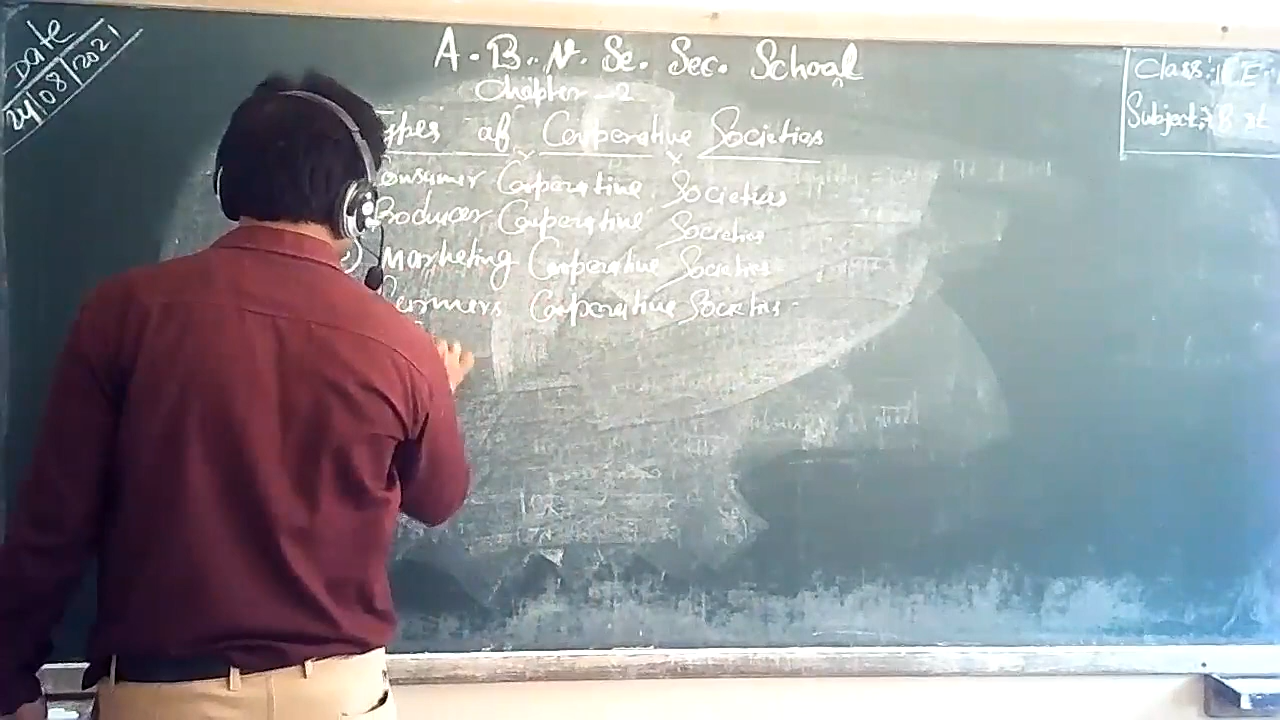 Date
24/08/2021
A. B. N. Se. Sec. School
Chapter - 2
Types of Cooperative Societies
Consumer Cooperative Societies
Producer Cooperative Societies
Marketing Cooperative Societies
Farmers Cooperative Societies
Class:
Subject: